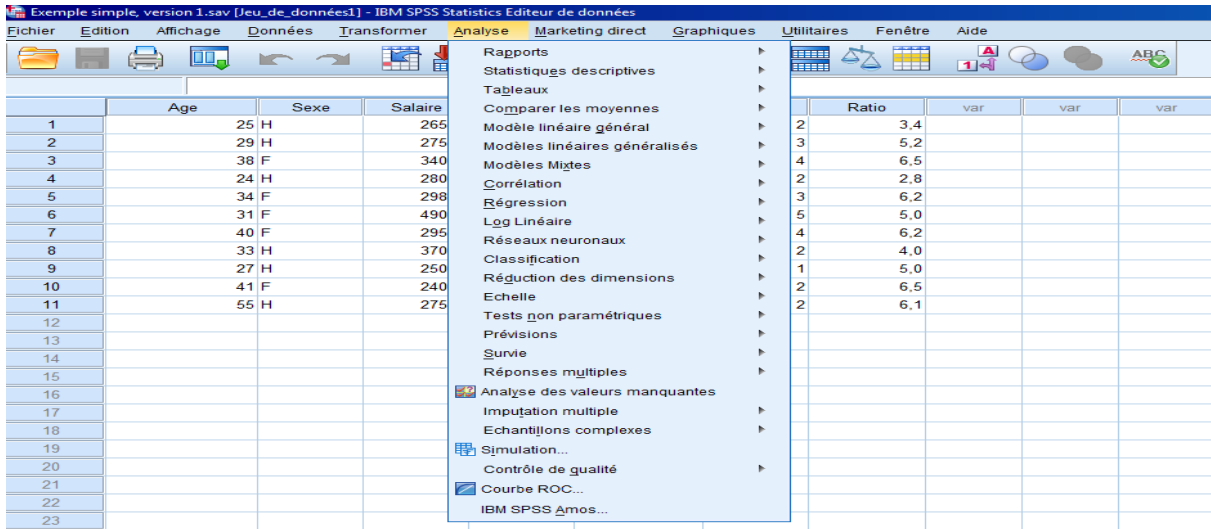 Exemple simple, version 1.sav [Jeu_de_données1] - IBM SPSS Statistics Editeur de données
Fichier Edition Affichage Données Transformer Analyse Marketing direct Graphiques Utilitaires Fenêtre Aide
Rapports
Statistiques descriptives
Tableaux
Comparer les moyennes
Modèle linéaire général
Modèles linéaires généralisés
Modèles Mixtes
Corrélation
Régression
Log Linéaire
Réseaux neuronaux
Classification
Réduction des dimensions
Echelle
Tests non paramétriques
Prévisions
Survie
Réponses multiples
Analyse des valeurs manquantes
Imputation multiple
Echantillons complexes
Simulation...
Contrôle de qualité
Courbe ROC...
IBM SPSS Amos...
A
1
ABC
Age Sexe Salaire Ratio var var var
1 25 H 265 2 3,4
2 29 H 275 3 5,2
3 38 F 340 4 6,5
4 24 H 280 2 2,8
5 34 F 298 3 6,2
6 31 F 490 5 5,0
7 40 F 295 4 6,2
8 33 H 370 2 4,0
9 27 H 250 1 5,0
10 41 F 240 2 6,5
11 55 H 275 2 6,1
12
13
14
15
16
17
18
19
20
21
22
23